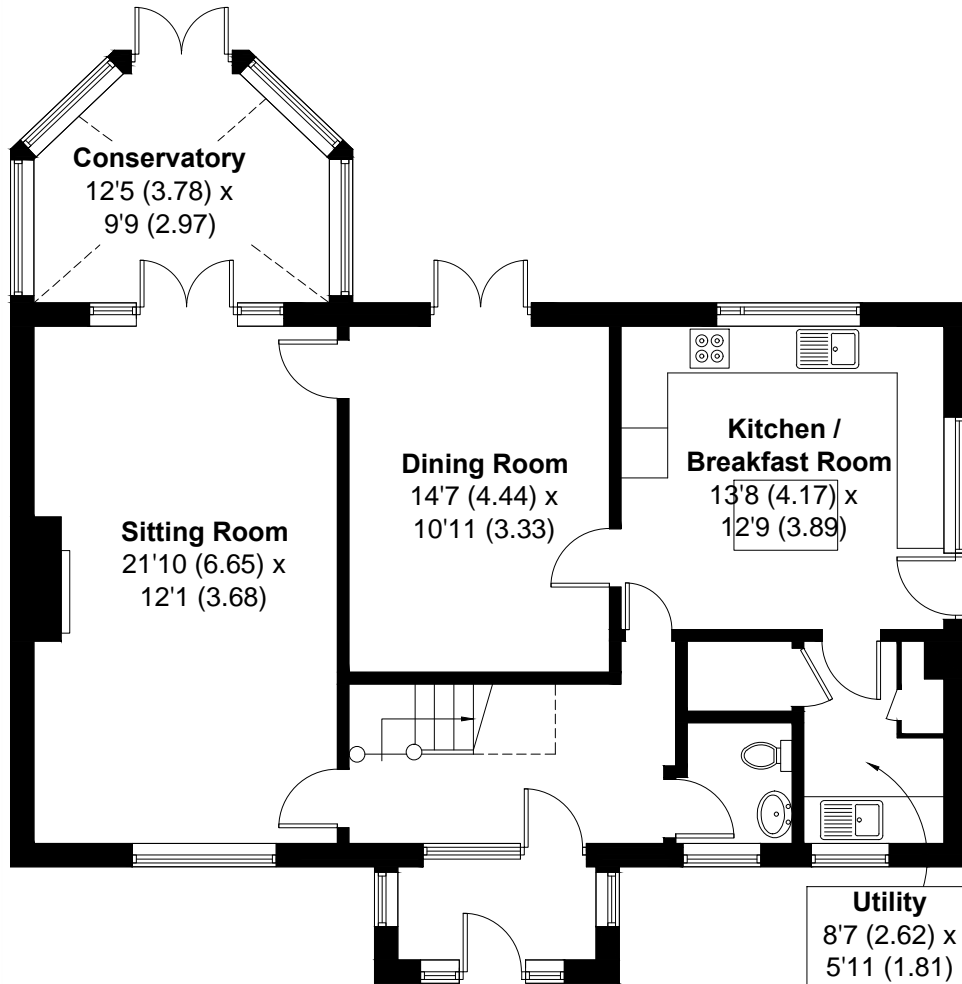 Conservatory
12'5 (3.78) x
9'9 (2.97)
Kitchen /
Breakfast Room
13'8 (4.17) x
12'9 (3.89)
Dining Room
14'7 (4.44) x
10'11 (3.33)
Sitting Room
21'10 (6.65) x
12'1 (3.68)
Utility
8'7 (2.62) x
5'11 (1.81)